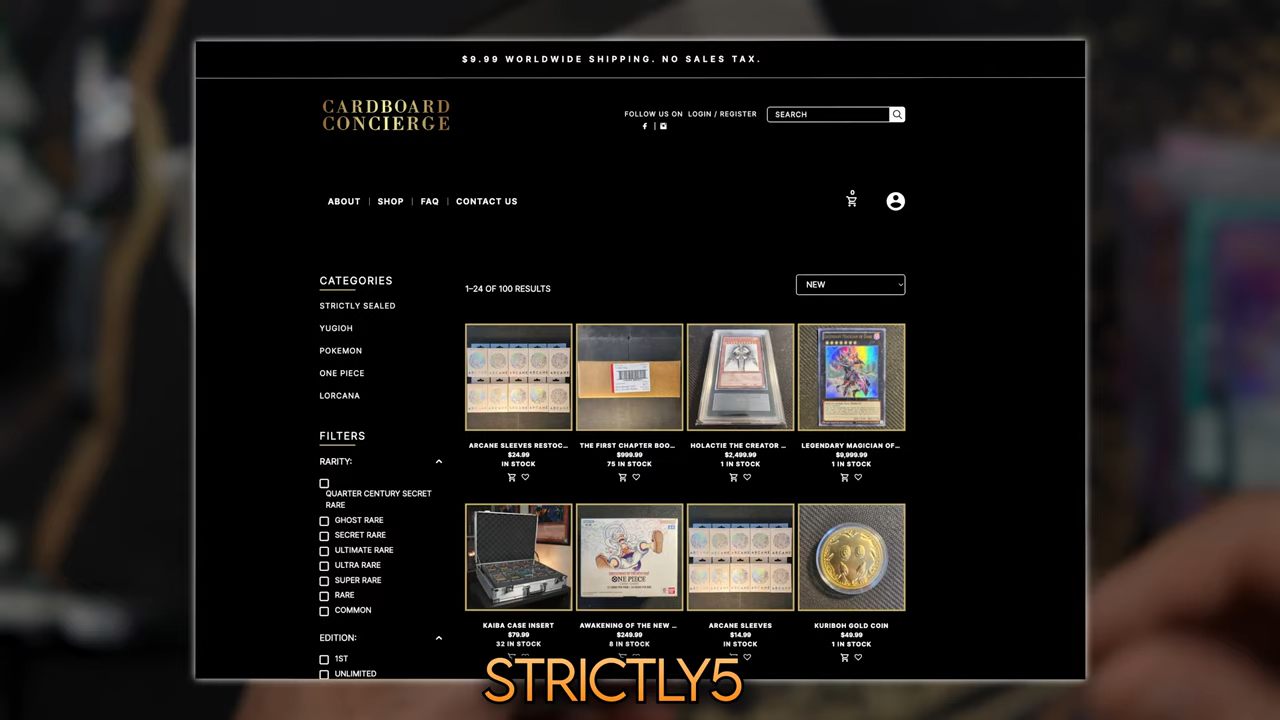 $9.99 WORLDWIDE SHIPPING. NO SALES TAX.
CARDBOARD
CONCIERGE
FOLLOW US ON LOGIN / REGISTER
SEARCH
ABOUT | SHOP | FAQ | CONTACT US
0
CATEGORIES
STRICTLY SEALED
YUGIOH
POKEMON
ONE PIECE
LORCANA
FILTERS
RARITY:
QUARTER CENTURY SECRET
RARE
GHOST RARE
SECRET RARE
ULTIMATE RARE
ULTRA RARE
SUPER RARE
RARE
COMMON
EDITION:
1ST
UNLIMITED
1–24 OF 100 RESULTS
NEW
ARCANE SLEEVES RESTOC...
$24.99
IN STOCK
THE FIRST CHAPTER BOO...
$999.99
75 IN STOCK
HOLACTIE THE CREATOR ...
$2,499.99
1 IN STOCK
LEGENDARY MAGICIAN OF...
$9,999.99
1 IN STOCK
ONE PIECE
KAIBA CASE INSERT
$79.99
32 IN STOCK
AWAKENING OF THE NEW ...
$249.99
8 IN STOCK
ARCANE SLEEVES
$14.99
IN STOCK
KURIBOH GOLD COIN
$49.99
1 IN STOCK
STRICTLY5